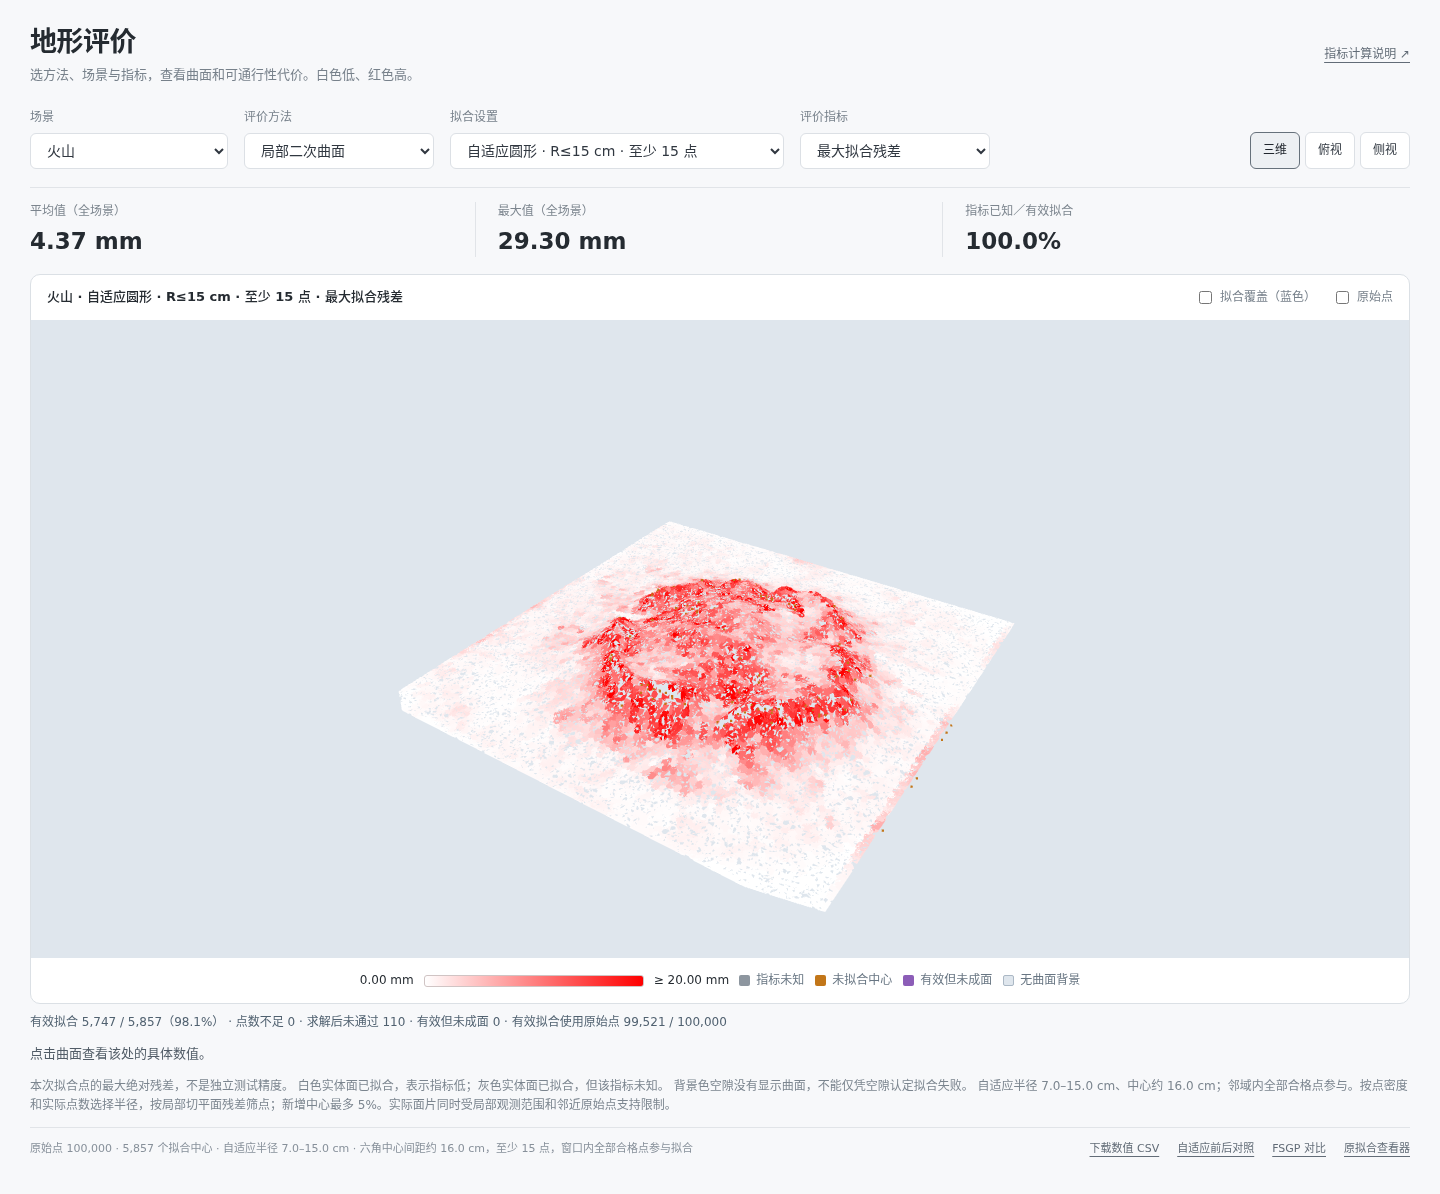 地形评价
选方法、场景与指标，查看曲面和可通行性代价。白色低、红色高。
指标计算说明 ↗
场景
评价方法
拟合设置
评价指标
火山
局部二次曲面
自适应圆形 · R≤15 cm · 至少 15 点
最大拟合残差
三维
俯视
侧视
平均值（全场景）
最大值（全场景）
指标已知／有效拟合
4.37 mm
29.30 mm
100.0%
火山 · 自适应圆形 · R≤15 cm · 至少 15 点 · 最大拟合残差
拟合覆盖（蓝色）
原始点
0.00 mm
≥ 20.00 mm
指标未知
未拟合中心
有效但未成面
无曲面背景
有效拟合 5,747 / 5,857（98.1%） · 点数不足 0 · 求解后未通过 110 · 有效但未成面 0 · 有效拟合使用原始点 99,521 / 100,000
点击曲面查看该处的具体数值。
本次拟合点的最大绝对残差，不是独立测试精度。 白色实体面已拟合，表示指标低；灰色实体面已拟合，但该指标未知。 背景色空隙没有显示曲面，不能仅凭空隙认定拟合失败。 自适应半径 7.0–15.0 cm、中心约 16.0 cm；邻域内全部合格点参与。按点密度
和实际点数选择半径，按局部切平面残差筛点；新增中心最多 5%。实际面片同时受局部观测范围和邻近原始点支持限制。
原始点 100,000 · 5,857 个拟合中心 · 自适应半径 7.0–15.0 cm · 六角中心间距约 16.0 cm，至少 15 点，窗口内全部合格点参与拟合
下载数值 CSV
自适应前后对照
FSGP 对比
原拟合查看器